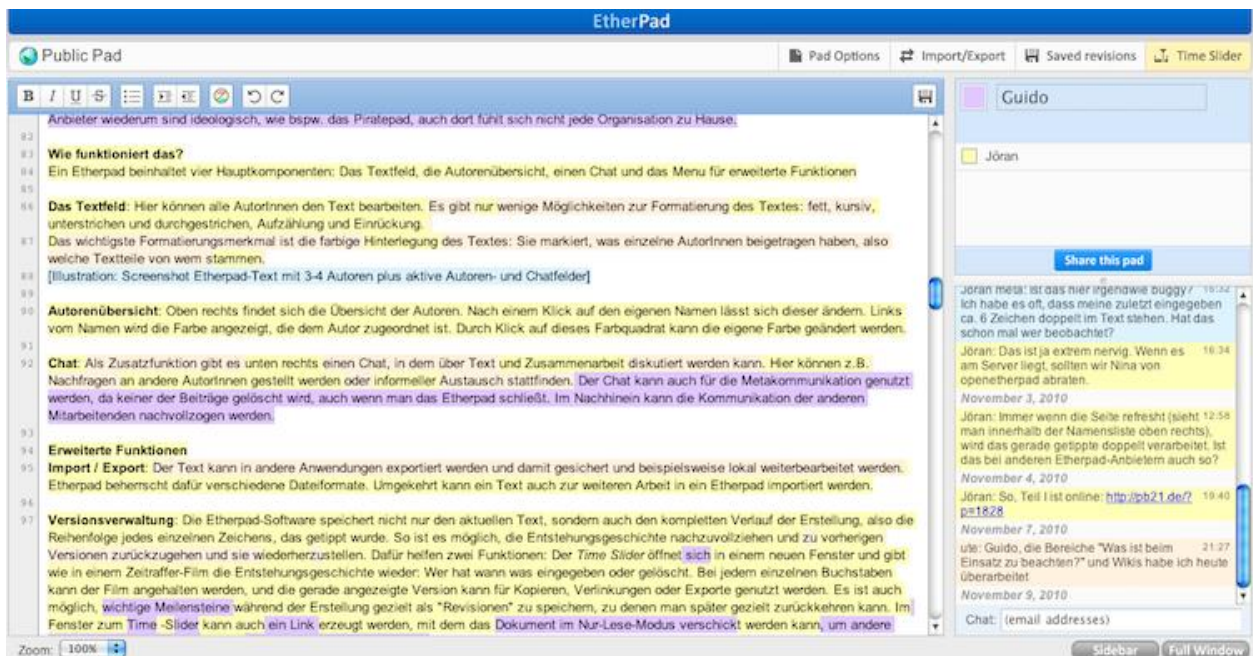 EtherPad
Public Pad
Pad Options
Import/Export
Saved revisions
Time Slider
B I U S
Guido
Jöran
Share this pad
Anbieter wiederum sind ideologisch, wie bspw. das Piratepad, auch dort fühlt sich nicht jede Organisation zu Hause.
82
83 Wie funktioniert das?
84 Ein Etherpad beinhaltet vier Hauptkomponenten: Das Textfeld, die Autorenübersicht, einen Chat und das Menu für erweiterte Funktionen
85
86 Das Textfeld: Hier können alle AutorInnen den Text bearbeiten. Es gibt nur wenige Möglichkeiten zur Formatierung des Textes: fett, kursiv,
unterstrichen und durchgestrichen, Aufzählung und Einrückung.
87 Das wichtigste Formatierungsmerkmal ist die farbige Hinterlegung des Textes: Sie markiert, was einzelne AutorInnen beigetragen haben, also
welche Textteile von wem stammen.
88 [Illustration: Screenshot Etherpad-Text mit 3-4 Autoren plus aktive Autoren- und Chatfelder]
89
90 Autorenübersicht: Oben rechts findet sich die Übersicht der Autoren. Nach einem Klick auf den eigenen Namen lässt sich dieser ändern. Links
vom Namen wird die Farbe angezeigt, die dem Autor zugeordnet ist. Durch Klick auf dieses Farbquadrat kann die eigene Farbe geändert werden.
91
92 Chat: Als Zusatzfunktion gibt es unten rechts einen Chat, in dem über Text und Zusammenarbeit diskutiert werden kann. Hier können z.B.
Nachfragen an andere AutorInnen gestellt werden oder informeller Austausch stattfinden. Der Chat kann auch für die Metakommunikation genutzt
werden, da keiner der Beiträge gelöscht wird, auch wenn man das Etherpad schließt. Im Nachhinein kann die Kommunikation der anderen
Mitarbeitenden nachvollzogen werden.
93
94 Erweiterte Funktionen
95 Import / Export: Der Text kann in andere Anwendungen exportiert werden und damit gesichert und beispielsweise lokal weiterbearbeitet werden.
Etherpad beherrscht dafür verschiedene Dateiformate. Umgekehrt kann ein Text auch zur weiteren Arbeit in ein Etherpad importiert werden.
96
97 Versionsverwaltung: Die Etherpad-Software speichert nicht nur den aktuellen Text, sondern auch den kompletten Verlauf der Erstellung, also die
Reihenfolge jedes einzelnen Zeichens, das getippt wurde. So ist es möglich, die Entstehungsgeschichte nachzuvollziehen und zu vorherigen
Versionen zurückzugehen und sie wiederherzustellen. Dafür helfen zwei Funktionen: Der Time Slider öffnet sich in einem neuen Fenster und gibt
wie in einem Zeitraffer-Film die Entstehungsgeschichte wieder: Wer hat wann was eingegeben oder gelöscht. Bei jedem einzelnen Buchstaben
kann der Film angehalten werden, und die gerade angezeigte Version kann für Kopieren, Verlinkungen oder Exporte genutzt werden. Es ist auch
möglich, wichtige Meilensteine während der Erstellung gezielt als "Revisionen" zu speichern, zu denen man später gezielt zurückkehren kann. Im
Fenster zum Time -Slider kann auch ein Link erzeugt werden, mit dem das Dokument im Nur-Lese-Modus verschickt werden kann, um andere
Jöran meta: ist das hier irgendwie buggy? 16:32
Ich habe es oft, dass meine zuletzt eingegeben
ca. 6 Zeichen doppelt im Text stehen. Hat das
schon mal wer beobachtet?
Jöran: Das ist ja extrem nervig. Wenn es 16:34
am Server liegt, sollten wir Nina von
openetherpad abraten.
November 3, 2010
Jöran: Immer wenn die Seite refresht (sieht 12:58
man innerhalb der Namensliste oben rechts),
wird das gerade getippte doppelt verarbeitet. Ist
das bei anderen Etherpad-Anbietern auch so?
November 4, 2010
Jöran: So, Teil I ist online: http://pb21.de/? 19:40
p=1828
November 7, 2010
ute: Guido, die Bereiche "Was ist beim 21:27
Einsatz zu beachten?" und Wikis habe ich heute
überarbeitet
November 9, 2010
Chat: (email addresses)
Zoom: 100%
Sidebar
Full Window